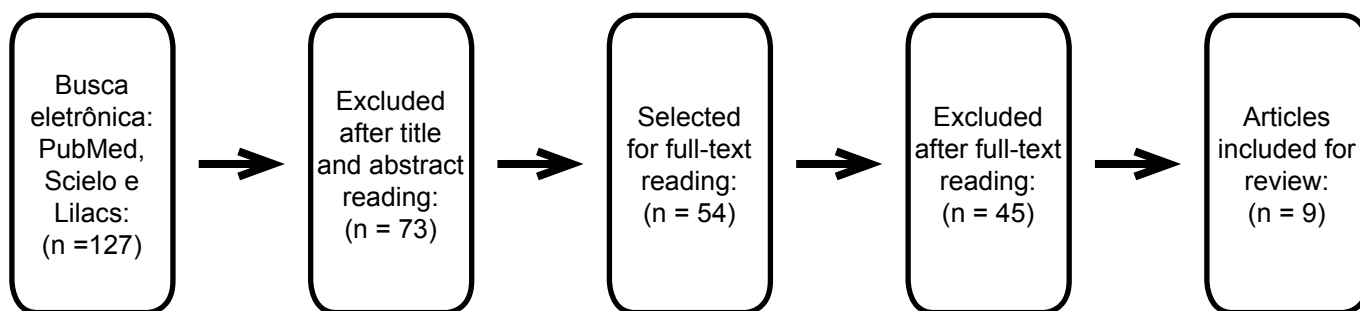 Busca
eletrônica:
PubMed,
Scielo e
Lilacs:
(n =127)
Excluded
after title
and abstract
reading:
(n = 73)
Selected
for full-text
reading:
(n = 54)
Excluded
after full-text
reading:
(n = 45)
Articles
included for
review:
(n = 9)